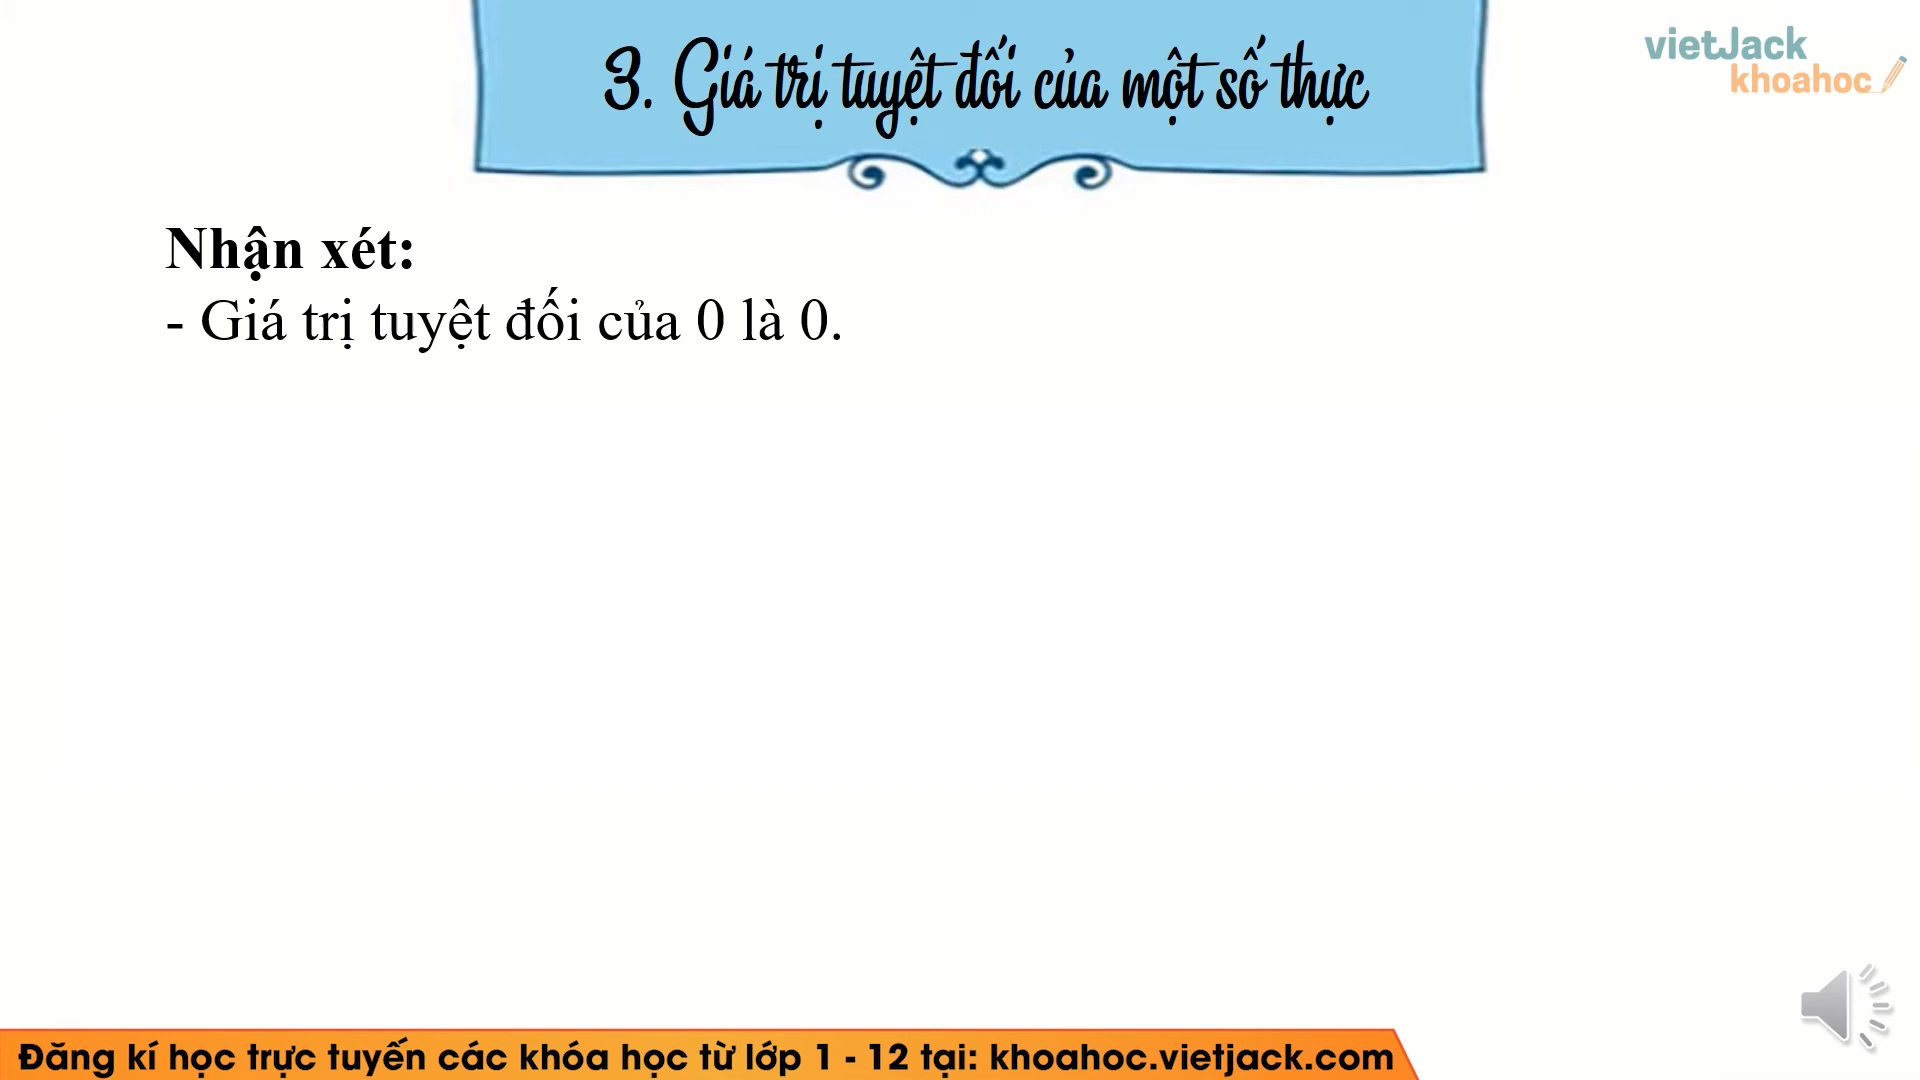 3. Giá trị tuyệt đối của một số thực
vietJack
khoahoc
Nhận xét:
- Giá trị tuyệt đối của 0 là 0.
Đăng kí học trực tuyến các khóa học từ lớp 1 - 12 tại: khoahoc.vietjack.com